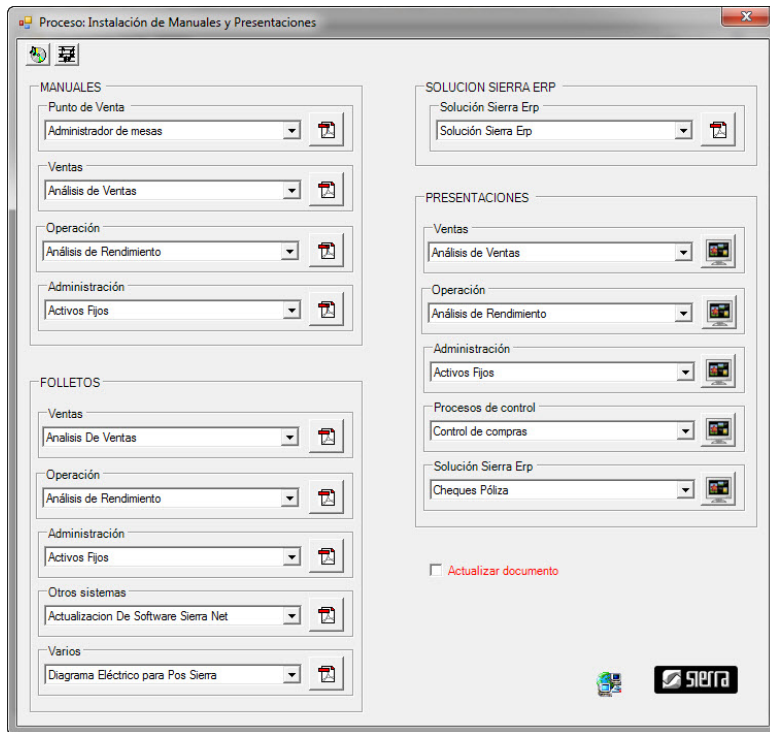 Proceso: Instalación de Manuales y Presentaciones
MANUALES
Punto de Venta
Administrador de mesas
Ventas
Análisis de Ventas
Operación
Análisis de Rendimiento
Administración
Activos Fijos
FOLLETOS
Ventas
Analisis De Ventas
Operación
Análisis de Rendimiento
Administración
Activos Fijos
Otros sistemas
Actualizacion De Software Sierra Net
Varios
Diagrama Eléctrico para Pos Sierra
SOLUCION SIERRA ERP
Solución Sierra Erp
Solución Sierra Erp
PRESENTACIONES
Ventas
Análisis de Ventas
Operación
Análisis de Rendimiento
Administración
Activos Fijos
Procesos de control
Control de compras
Solución Sierra Erp
Cheques Póliza
Actualizar documento
sierra